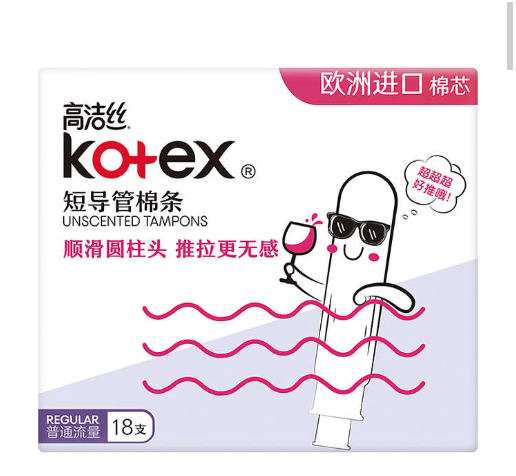 欧洲进口 棉芯
高洁丝®
kotex®
短导管棉条
UNSCENTED TAMPONS
顺滑圆柱头 推拉更无感
超超超
好推哦!
REGULAR
普通流量
18支